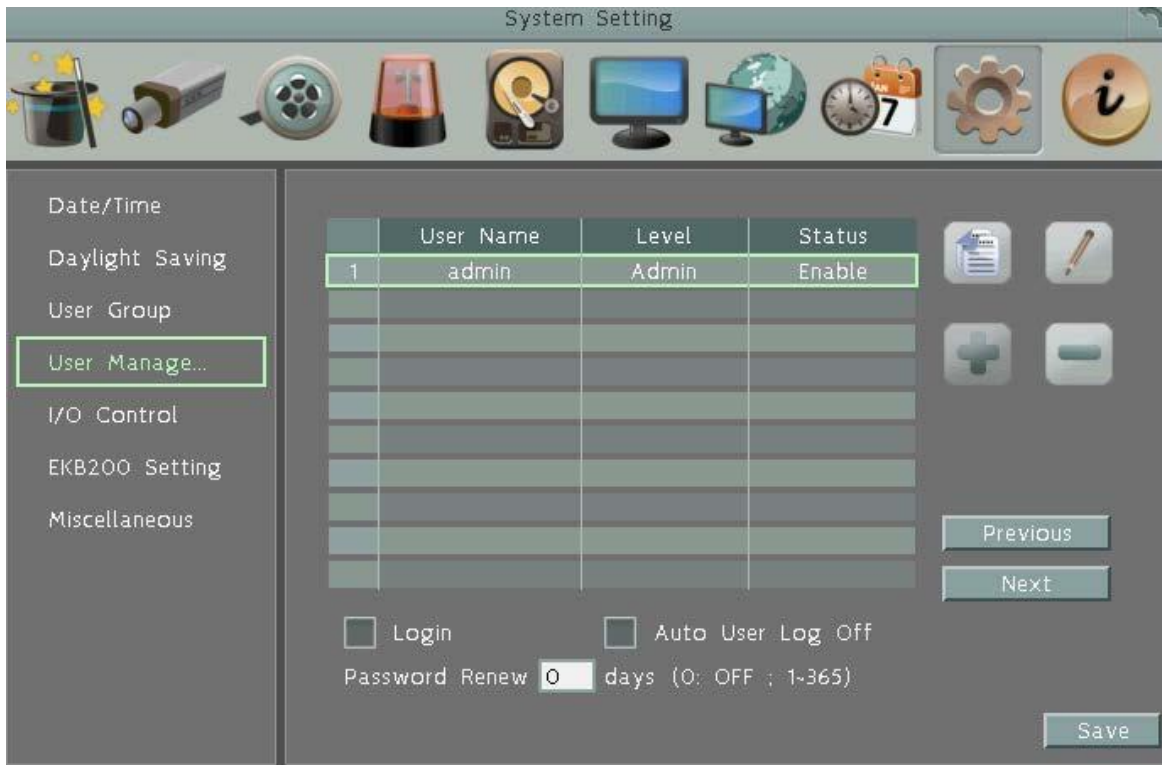 System Setting
JAN
7
i
Date/Time
Daylight Saving
User Group
User Manage...
I/O Control
EKB200 Setting
Miscellaneous
User Name Level Status
1 admin Admin Enable
Previous
Next
Login Auto User Log Off
Password Renew 0 days (0: OFF ; 1~365)
Save